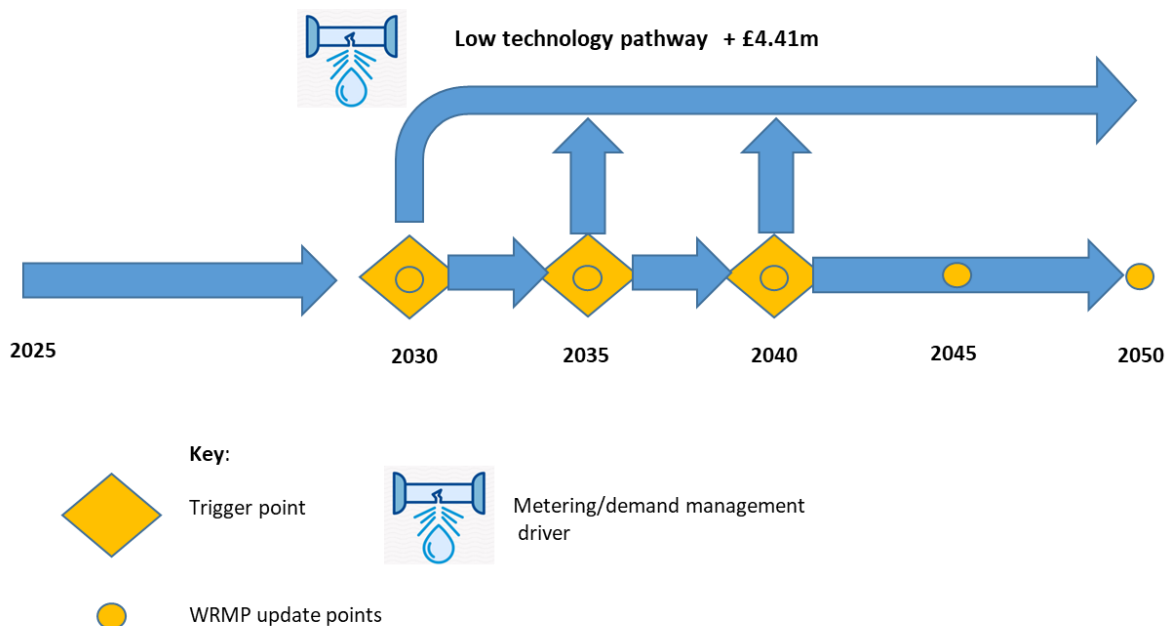 Low technology pathway + £4.41m
2025
2030
2035
2040
2045
2050
Key:
Trigger point
Metering/demand management
driver
WRMP update points